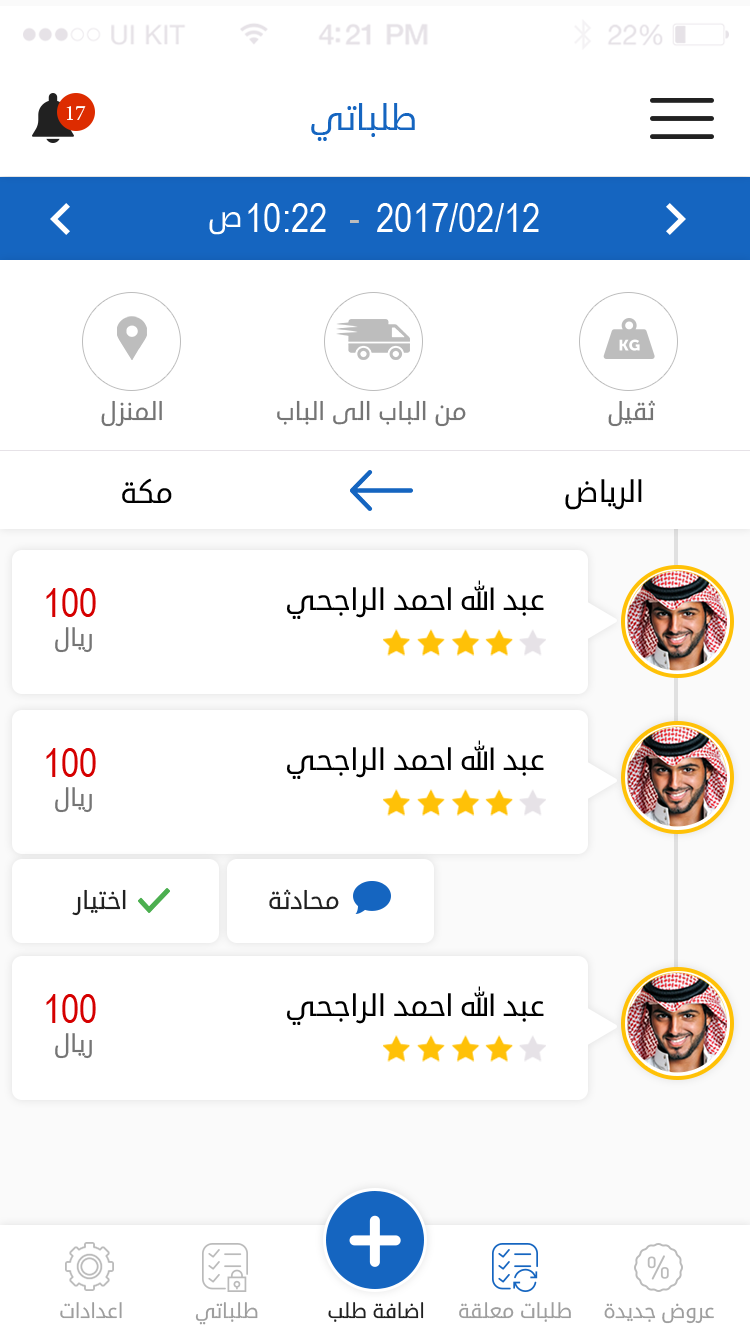 UI KIT 4:21 PM 22%
طلباتي 17
2017/02/12 - 10:22 ص
ثقيل من الباب الى الباب المنزل
KG
الرياض مكة
عبد الله احمد الراجحي 100
ريال
عبد الله احمد الراجحي 100
ريال
محادثة اختيار
عبد الله احمد الراجحي 100
ريال
%
عروض جديدة طلبات معلقة اضافة طلب طلباتي اعدادات